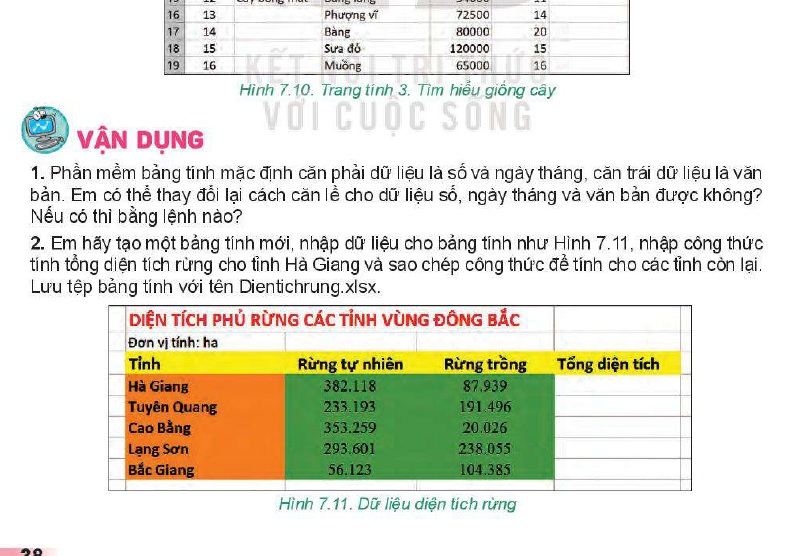 16 13 Phượng vĩ 72500 14
17 14 Bàng 80000 20
18 15 Sưa đỏ 120000 15
19 16 Muồng 65000 16
KẾT NỐI TRI THỨC
VỚI CUỘC SỐNG
Hình 7.10. Trang tính 3. Tìm hiểu giống cây
VẬN DỤNG
1. Phần mềm bảng tính mặc định căn phải dữ liệu là số và ngày tháng, căn trái dữ liệu là văn
bản. Em có thể thay đổi lại cách căn lề cho dữ liệu số, ngày tháng và văn bản được không?
Nếu có thì bằng lệnh nào?
2. Em hãy tạo một bảng tính mới, nhập dữ liệu cho bảng tính như Hình 7.11, nhập công thức
tính tổng diện tích rừng cho tỉnh Hà Giang và sao chép công thức để tính cho các tỉnh còn lại.
Lưu tệp bảng tính với tên Dientichrung.xlsx.
DIỆN TÍCH PHỦ RỪNG CÁC TỈNH VÙNG ĐÔNG BẮC
Đơn vị tính: ha
Tỉnh Rừng tự nhiên Rừng trồng Tổng diện tích
Hà Giang 382.118 87.939
Tuyên Quang 233.193 191.496
Cao Bằng 353.259 20.026
Lạng Sơn 293.601 238.055
Bắc Giang 56.123 104.385
Hình 7.11. Dữ liệu diện tích rừng